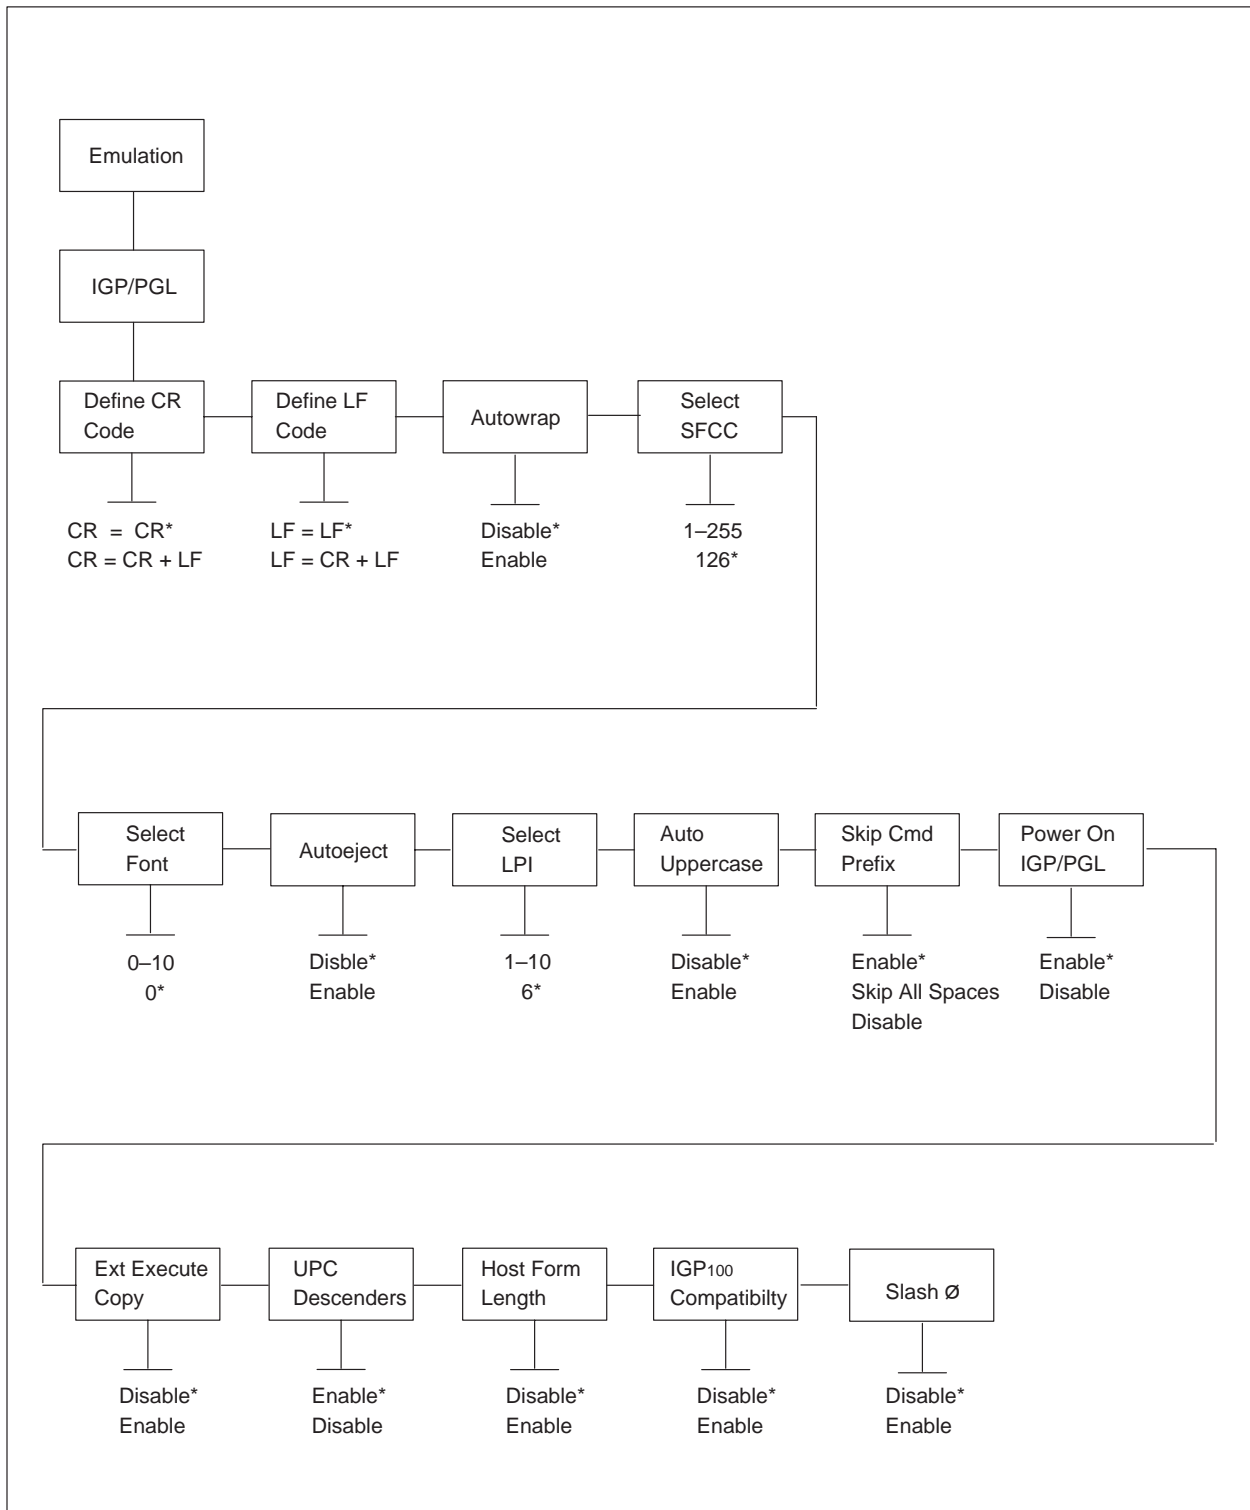 Emulation
IGP/PGL
Define CR
Code
Define LF
Code
Autowrap
Select
SFCC
CR = CR*
CR = CR + LF
LF = LF*
LF = CR + LF
Disable*
Enable
1–255
126*
Select
Font
Autoeject
Select
LPI
Auto
Uppercase
Skip Cmd
Prefix
Power On
IGP/PGL
0–10
0*
Disble*
Enable
1–10
6*
Disable*
Enable
Enable*
Skip All Spaces
Disable
Enable*
Disable
Ext Execute
Copy
UPC
Descenders
Host Form
Length
IGP100
Compatibilty
Slash Ø
Disable*
Enable
Enable*
Disable
Disable*
Enable
Disable*
Enable
Disable*
Enable